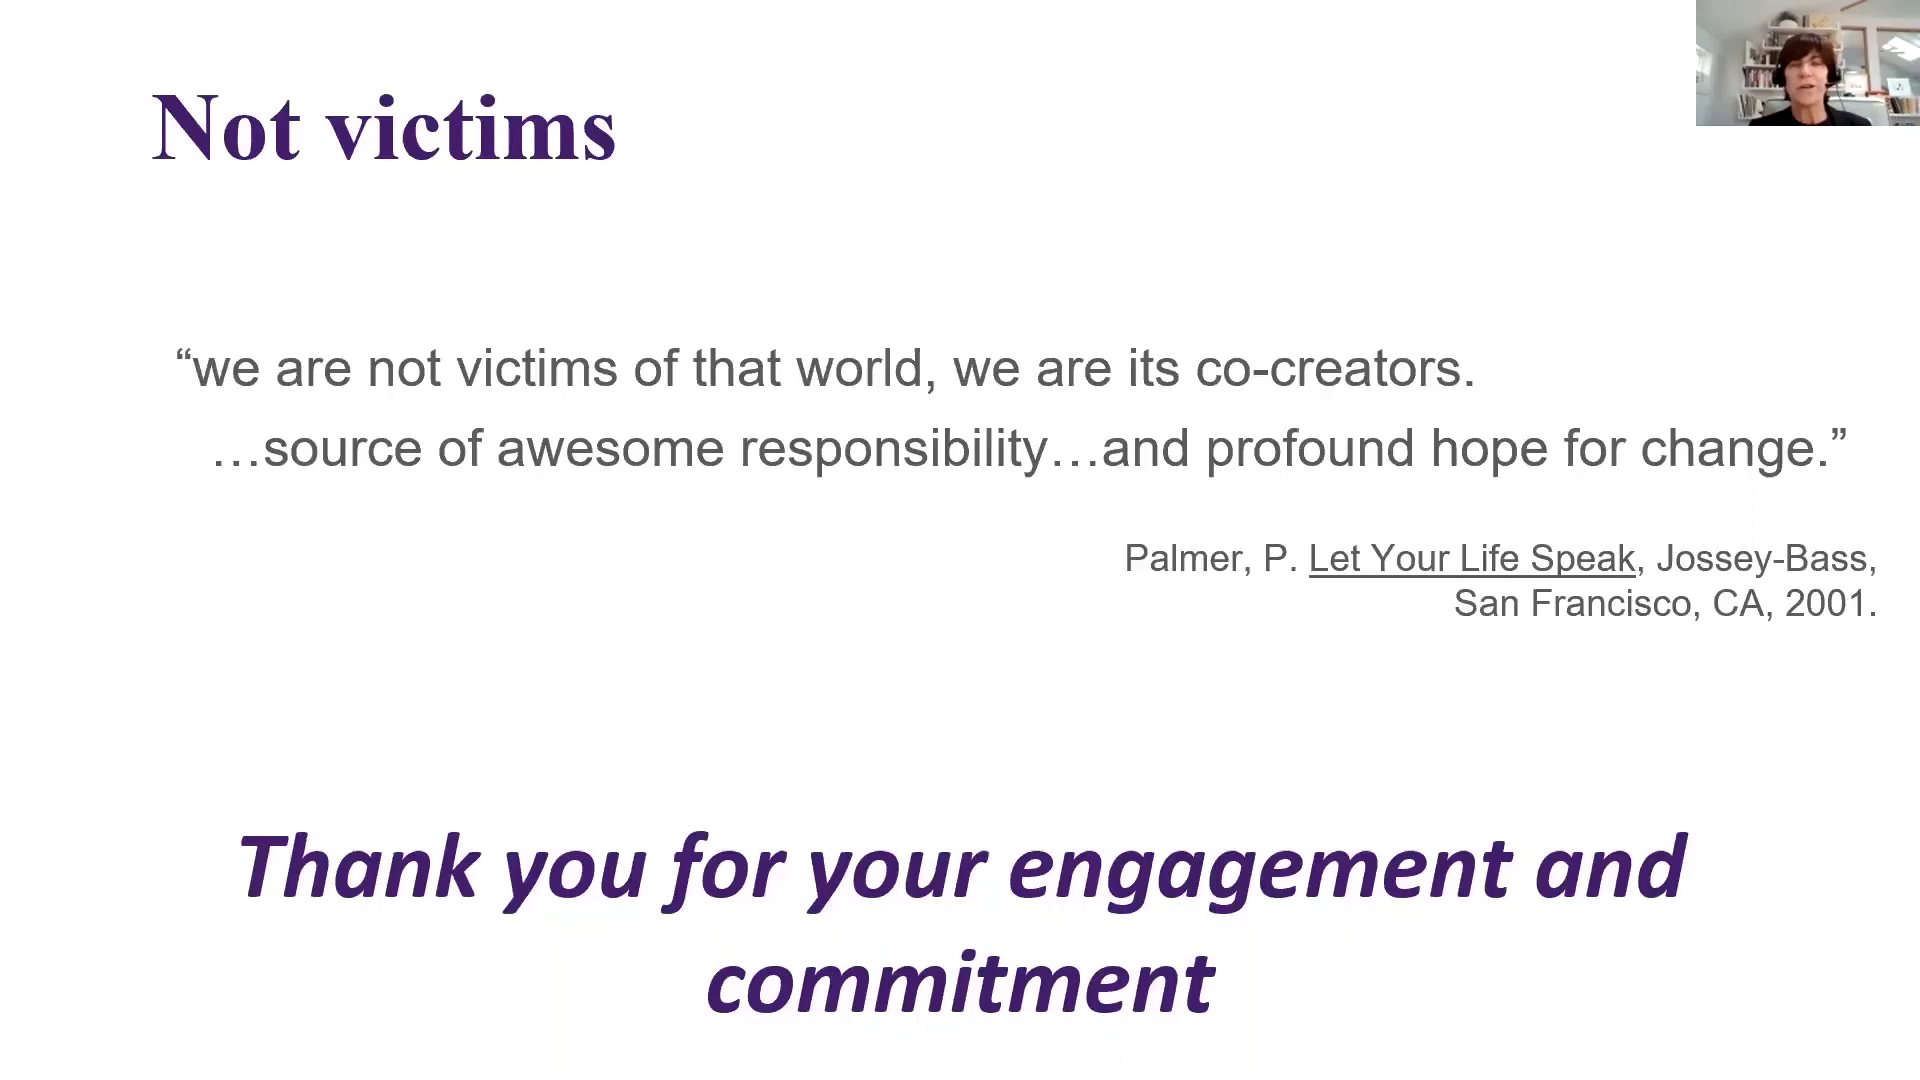 Not victims
“we are not victims of that world, we are its co-creators.
…source of awesome responsibility…and profound hope for change.”
Palmer, P. Let Your Life Speak, Jossey-Bass,
San Francisco, CA, 2001.
Thank you for your engagement and
commitment